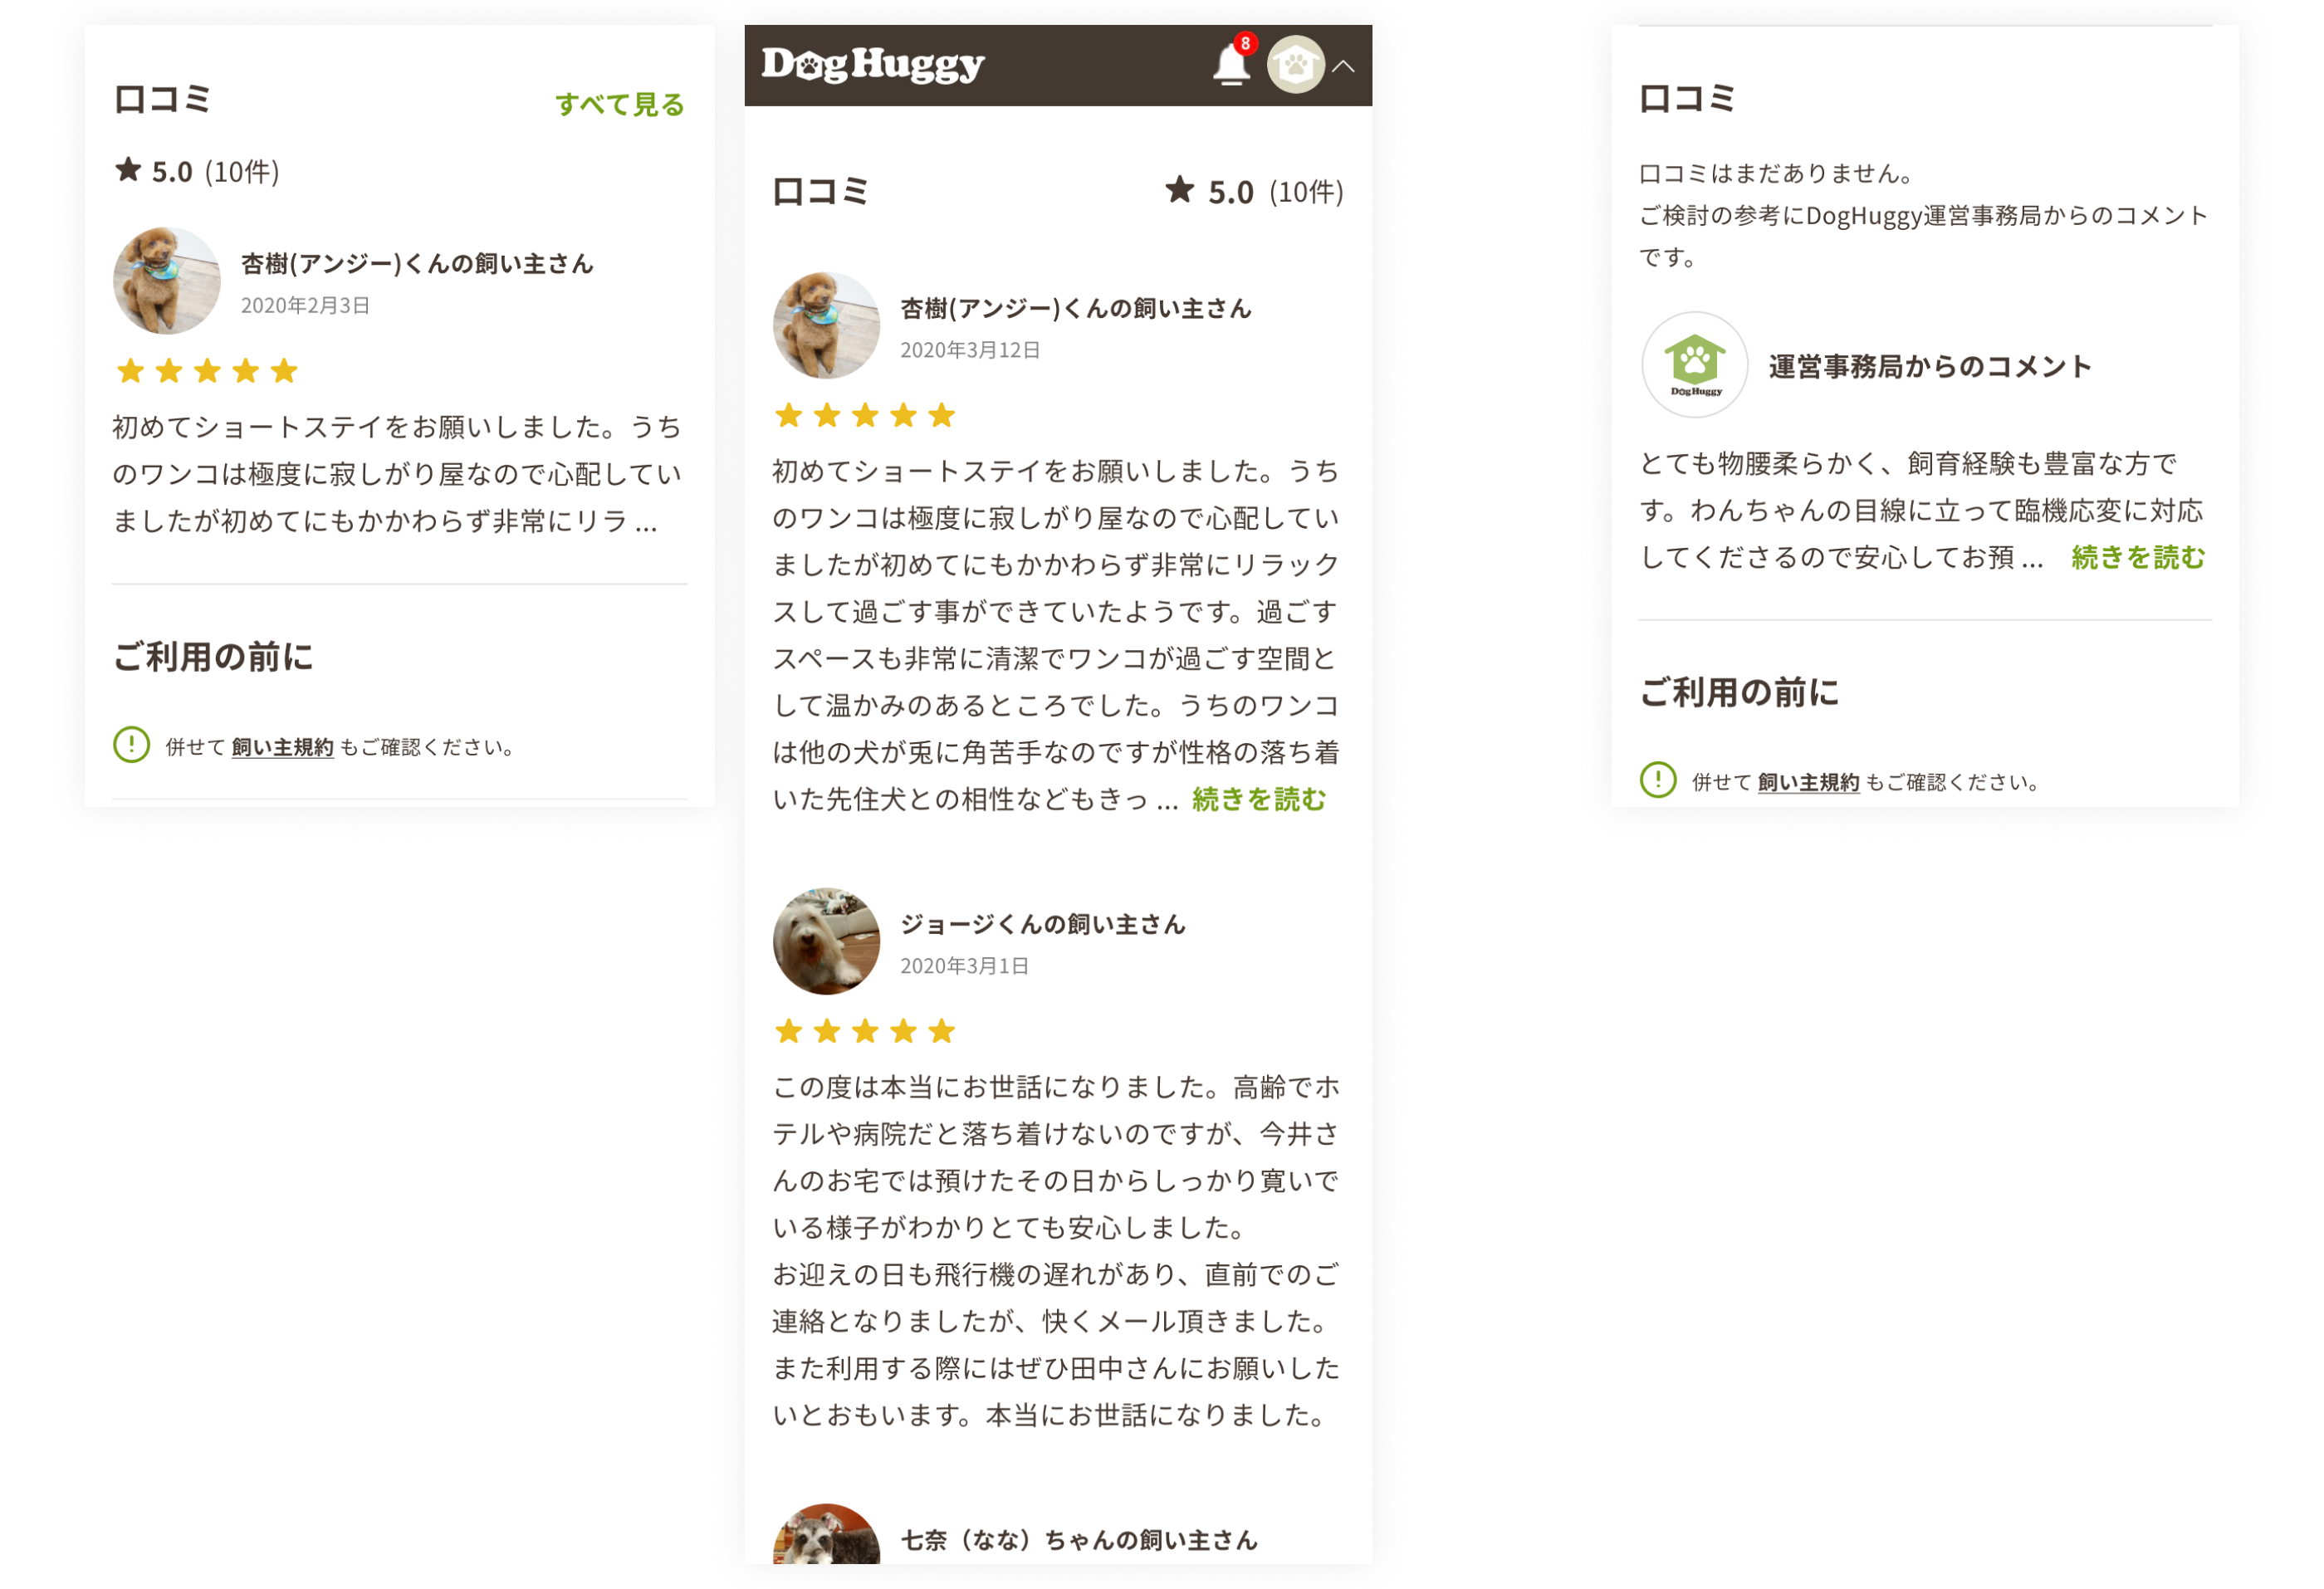 口コミ
すべて見る
5.0 (10件)
杏樹(アンジー)くんの飼い主さん
2020年2月3日
初めてショートステイをお願いしました。うち
のワンコは極度に寂しがり屋なので心配してい
ましたが初めてにもかかわらず非常にリラ ...
ご利用の前に
併せて 飼い主規約 もご確認ください。
DogHuggy
8
口コミ
5.0 (10件)
杏樹(アンジー)くんの飼い主さん
2020年3月12日
初めてショートステイをお願いしました。うち
のワンコは極度に寂しがり屋なので心配してい
ましたが初めてにもかかわらず非常にリラック
スして過ごす事ができていたようです。過ごす
スペースも非常に清潔でワンコが過ごす空間と
して温かみのあるところでした。うちのワンコ
は他の犬が兎に角苦手なのですが性格の落ち着
いた先住犬との相性などもきっ ... 続きを読む
ジョージくんの飼い主さん
2020年3月1日
この度は本当にお世話になりました。高齢でホ
テルや病院だと落ち着けないのですが、今井さ
んのお宅では預けたその日からしっかり寛いで
いる様子がわかりとても安心しました。
お迎えの日も飛行機の遅れがあり、直前でのご
連絡となりましたが、快くメール頂きました。
また利用する際にはぜひ田中さんにお願いした
いとおもいます。本当にお世話になりました。
七奈（なな）ちゃんの飼い主さん
口コミ
口コミはまだありません。
ご検討の参考にDogHuggy運営事務局からのコメント
です。
DogHuggy
運営事務局からのコメント
とても物腰柔らかく、飼育経験も豊富な方で
す。わんちゃんの目線に立って臨機応変に対応
してくださるので安心してお預 ... 続きを読む
ご利用の前に
併せて 飼い主規約 もご確認ください。